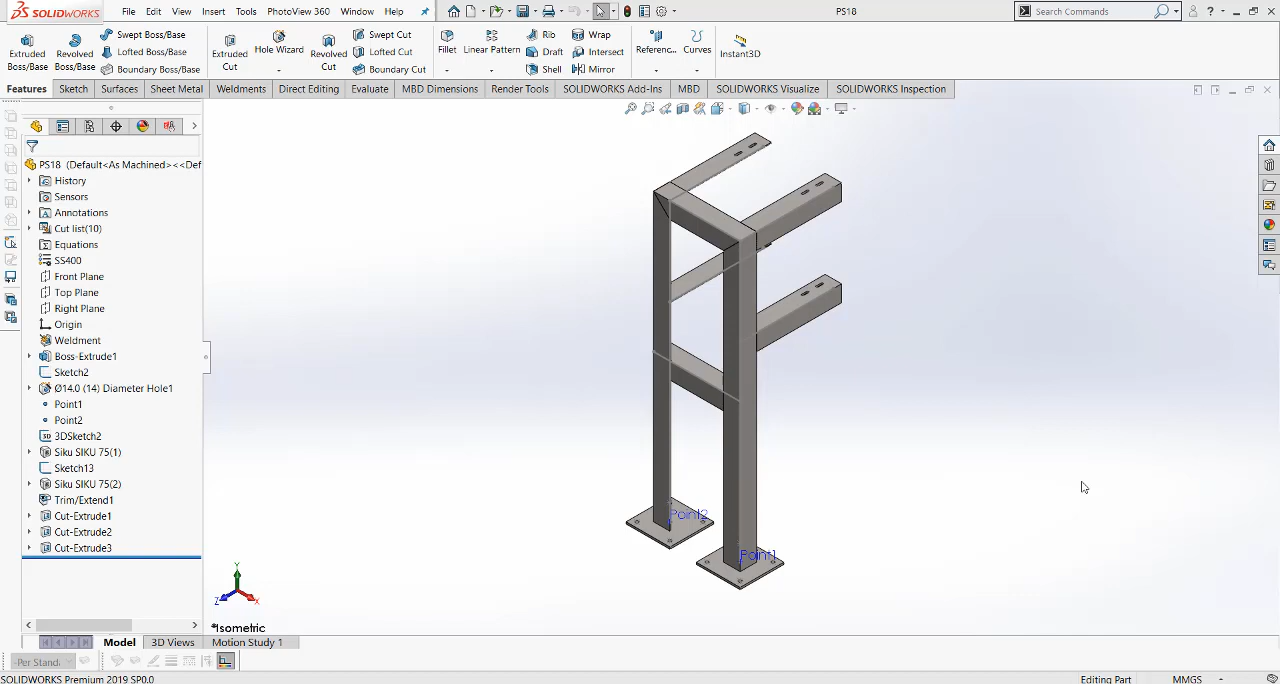 SOLIDWORKS File Edit View Insert Tools PhotoView 360 Window Help PS18 Search Commands
Extruded Boss/Base Revolved Boss/Base Swept Boss/Base Lofted Boss/Base Boundary Boss/Base Extruded Cut Hole Wizard Revolved Cut Swept Cut Lofted Cut Boundary Cut Fillet Linear Pattern Rib Draft Shell Wrap Intersect Mirror Referenc... Curves Instant3D
Features Sketch Surfaces Sheet Metal Weldments Direct Editing Evaluate MBD Dimensions Render Tools SOLIDWORKS Add-Ins MBD SOLIDWORKS Visualize SOLIDWORKS Inspection
PS18 (Default<As Machined><<Def
History
Sensors
Annotations
Cut list(10)
Equations
SS400
Front Plane
Top Plane
Right Plane
Origin
Weldment
Boss-Extrude1
Sketch2
Ø14.0 (14) Diameter Hole1
Point1
Point2
3DSketch2
Siku SIKU 75(1)
Sketch13
Siku SIKU 75(2)
Trim/Extend1
Cut-Extrude1
Cut-Extrude2
Cut-Extrude3
Point2
Point1
Y
Z
X
*Isometric
Model 3D Views Motion Study 1
-Per Stand
SOLIDWORKS Premium 2019 SP0.0 Editing Part MMGS